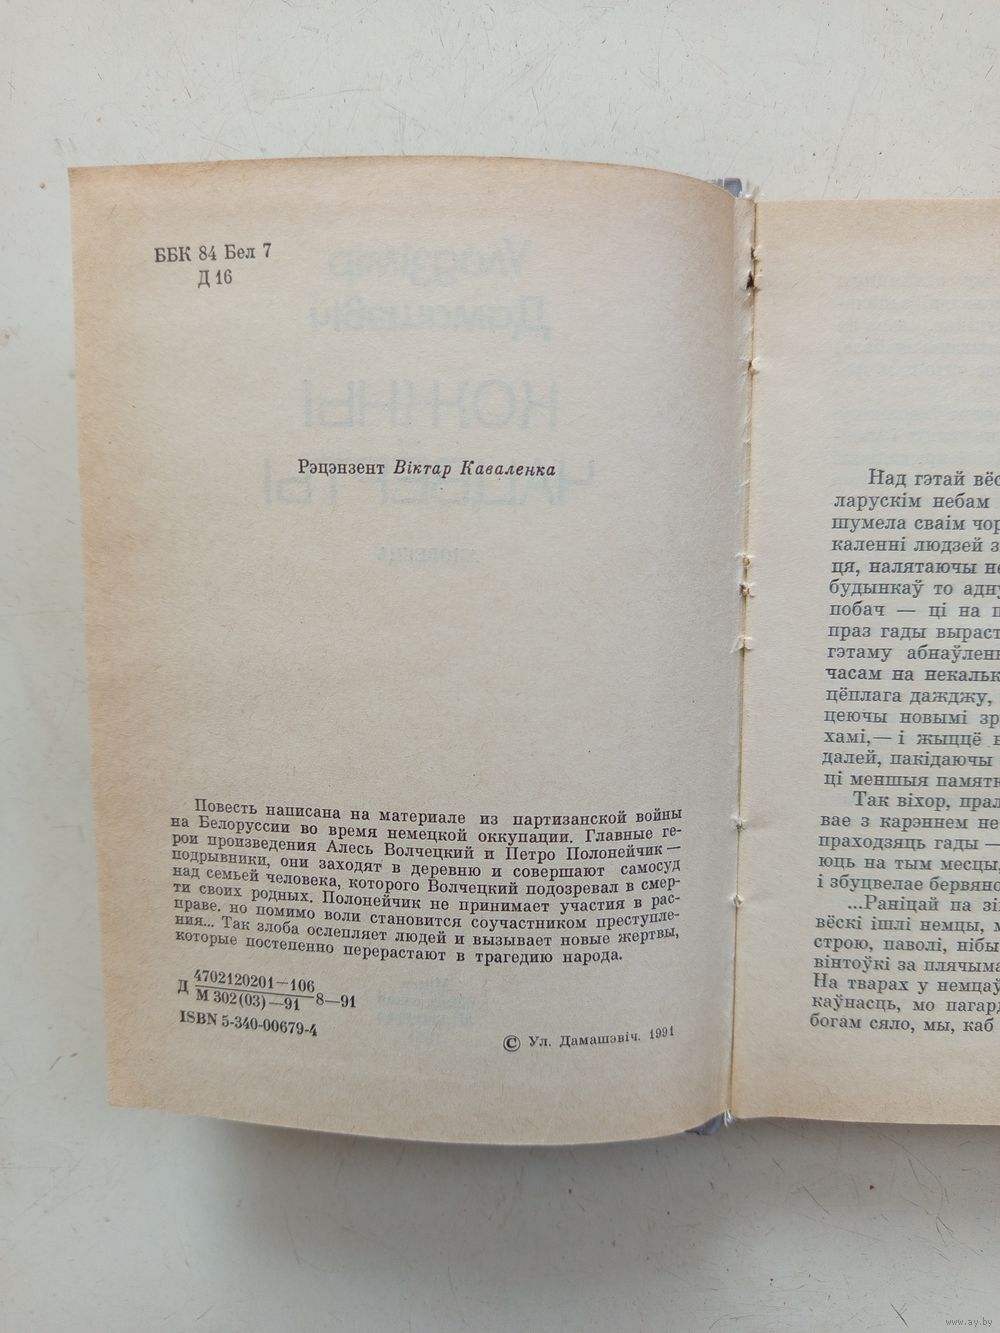 ББК 84 Бел 7
Д 16
Рэцэнзент Віктар Каваленка
Повесть написана на материале из партизанской войны
на Белоруссии во время немецкой оккупации. Главные ге-
рои произведения Алесь Волчецкий и Петро Полонейчик —
подрывники, они заходят в деревню и совершают самосуд
над семьей человека, которого Волчецкий подозревал в смер-
ти своих родных. Полонейчик не принимает участия в рас-
праве. но помимо воли становится соучастником преступле-
ния... Так злоба ослепляет людей и вызывает новые жертвы,
которые постепенно перерастают в трагедию народа.
Д 4702120201—106
М 302(03)—91 8—91
ISBN 5-340-00679-4
© Ул. Дамашэвіч. 1991
Над гэтай вёс
ларускім небам
шумела сваім чор
каленні людзей з
ця, налятаючы не
будынкаў то адну
побач — ці на п
праз гады выраст
гэтаму абнаўлен
часам на некальк
цёплага дажджу,
цеючы новымі зр
хамі,— і жыццё в
далей, пакідаючы
ці меншыя памятк
Так віхор, прал
вае з карэннем не
праходзяць гады —
юць на тым месцы,
і збуцвелае бервяно
...Раніцай па зі
вёскі ішлі немцы, м
строю, паволі, нібы
вінтоўкі за плячыма
На тварах у немцаў
каўнасць, мо пагард
богам сяло, мы, каб
www.ay.by